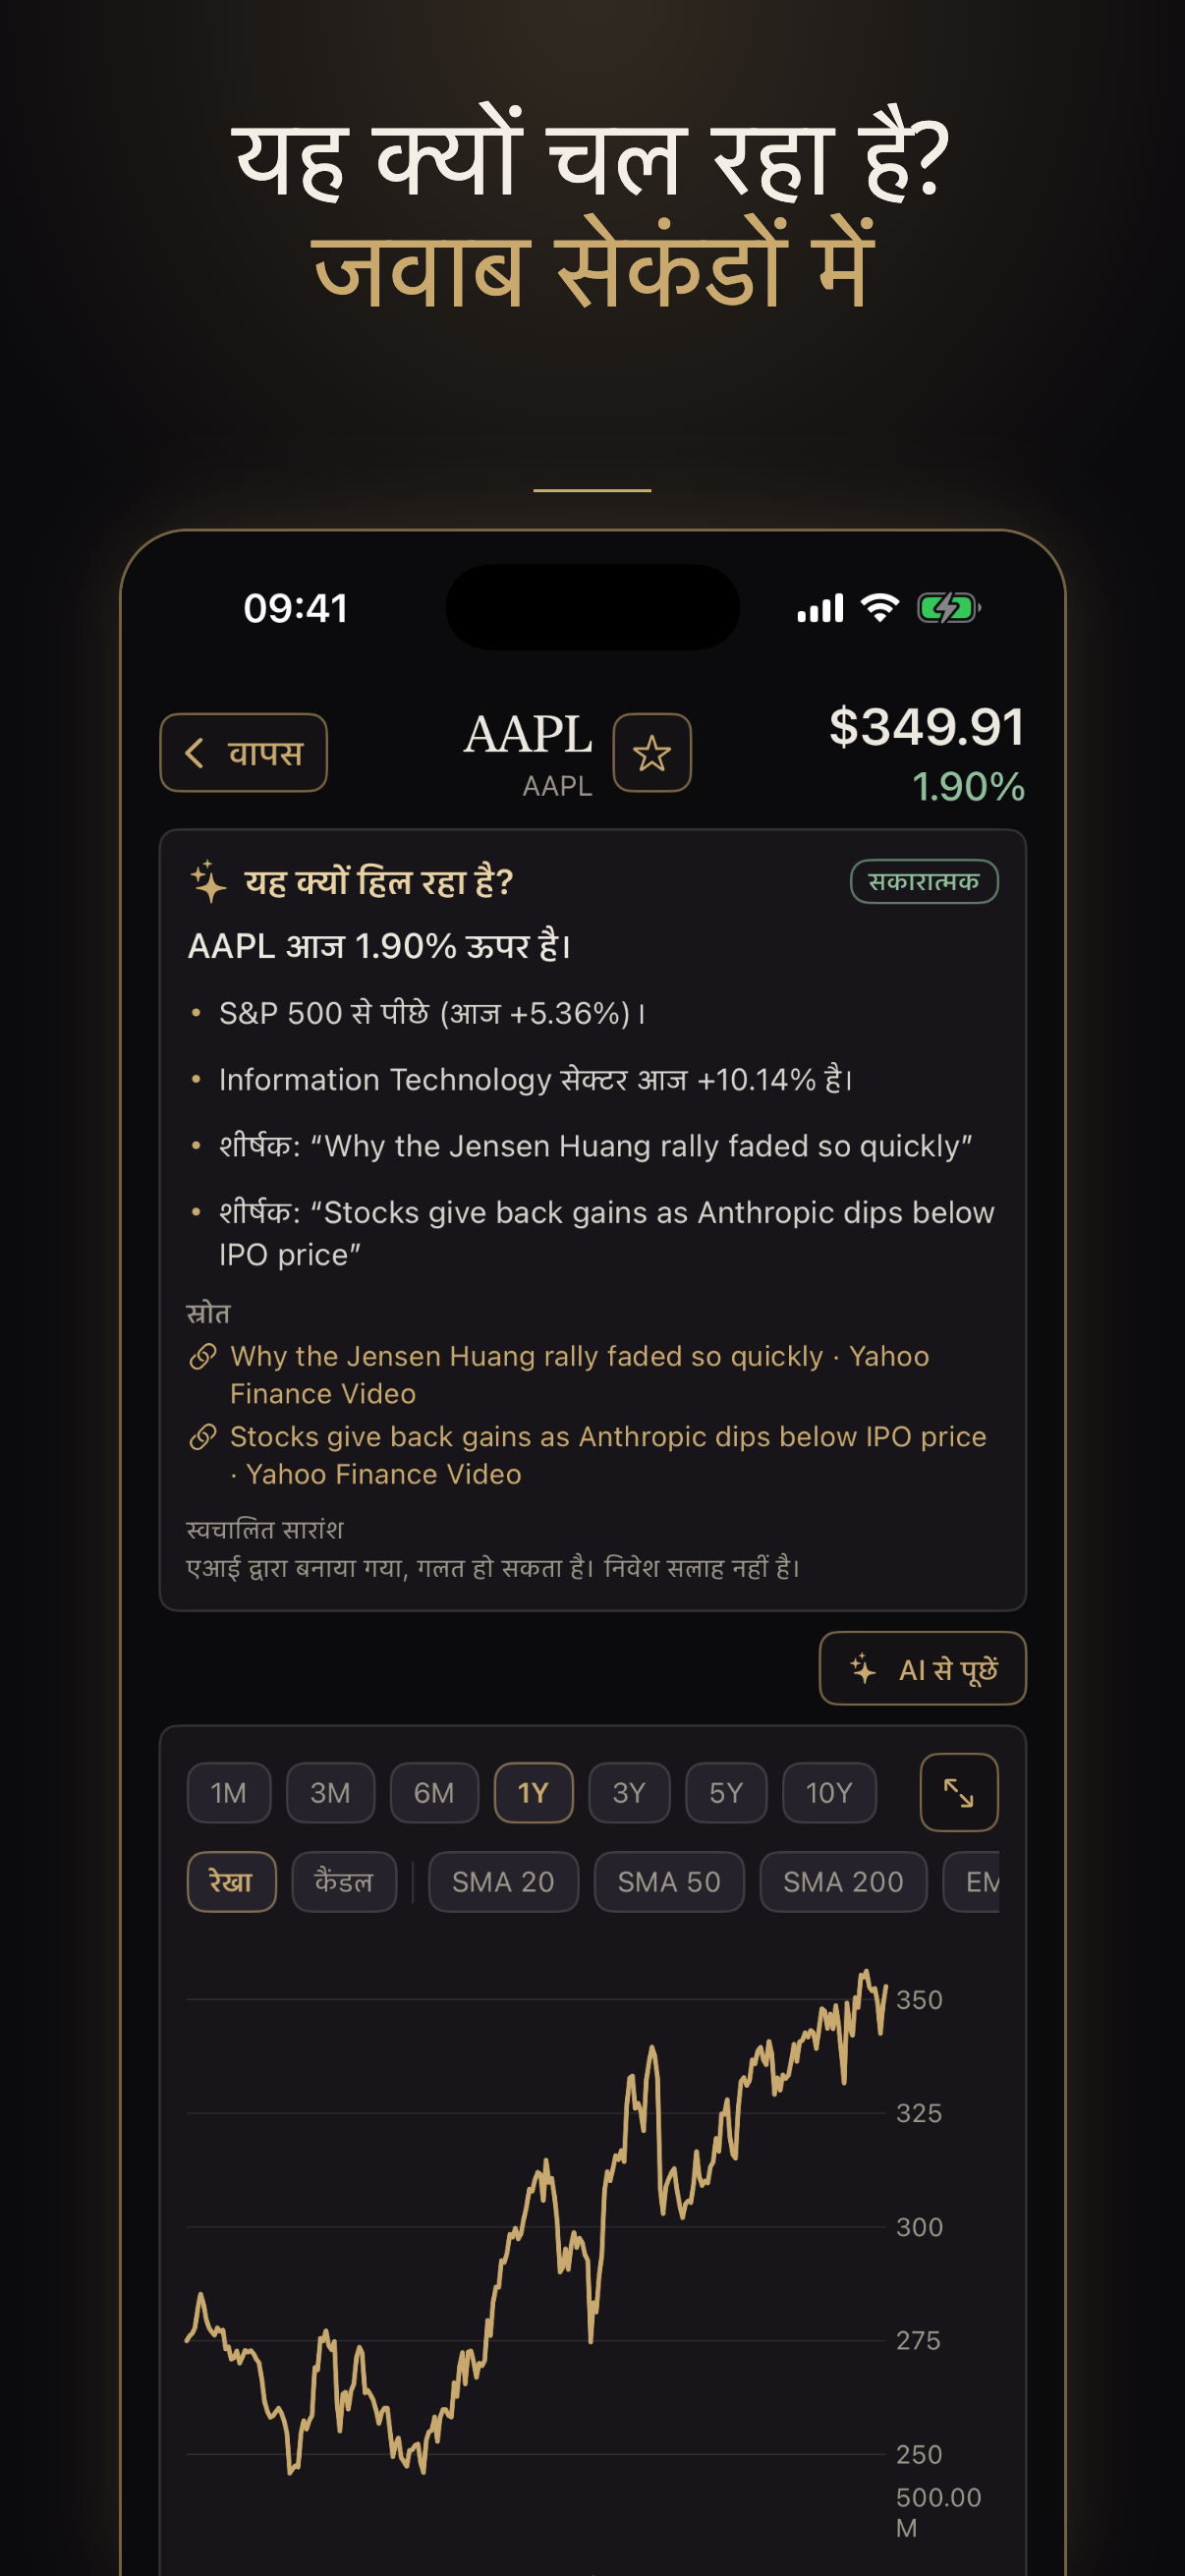 यह क्यों चल रहा है?
जवाब सेकंडों में
09:41
वापस
AAPL
AAPL
$349.91
1.90%
यह क्यों हिल रहा है?
सकारात्मक
AAPL आज 1.90% ऊपर है।
• S&P 500 से पीछे (आज +5.36%)।
• Information Technology सेक्टर आज +10.14% है।
• शीर्षक: “Why the Jensen Huang rally faded so quickly”
• शीर्षक: “Stocks give back gains as Anthropic dips below
IPO price”
स्रोत
Why the Jensen Huang rally faded so quickly · Yahoo
Finance Video
Stocks give back gains as Anthropic dips below IPO price
· Yahoo Finance Video
स्वचालित सारांश
एआई द्वारा बनाया गया, गलत हो सकता है। निवेश सलाह नहीं है।
AI से पूछें
1M 3M 6M 1Y 3Y 5Y 10Y
रेखा कैंडल SMA 20 SMA 50 SMA 200 EM
350
325
300
275
250
500.00
M